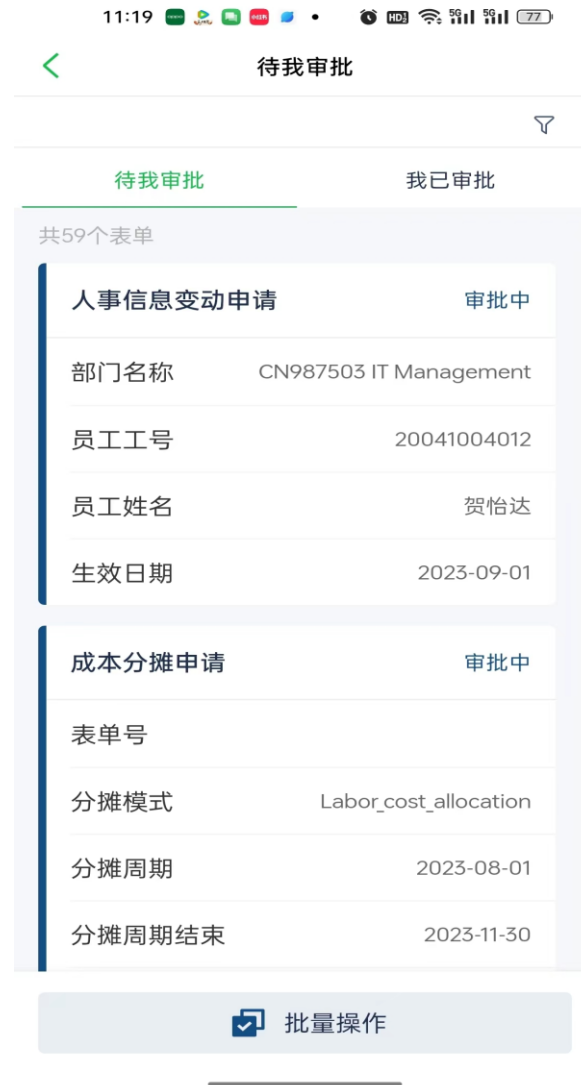 11:19 HD 5G 5G 77
待我审批
待我审批 我已审批
共59个表单
人事信息变动申请 审批中
部门名称 CN987503 IT Management
员工工号 20041004012
员工姓名 贺怡达
生效日期 2023-09-01
成本分摊申请 审批中
表单号
分摊模式 Labor_cost_allocation
分摊周期 2023-08-01
分摊周期结束 2023-11-30
批量操作